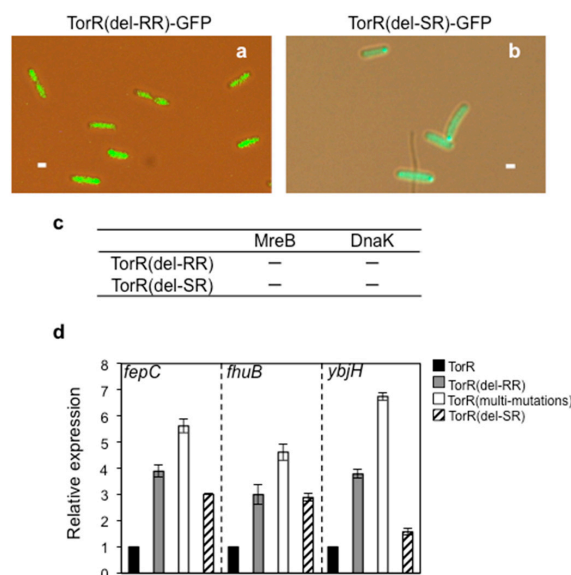 TorR(del-RR)-GFP
TorR(del-SR)-GFP
a
b
c
MreB DnaK
TorR(del-RR) — —
TorR(del-SR) — —
d
fepC fhuB ybjH
Relative expression
8
7
6
5
4
3
2
1
0
TorR
TorR(del-RR)
TorR(multi-mutations)
TorR(del-SR)